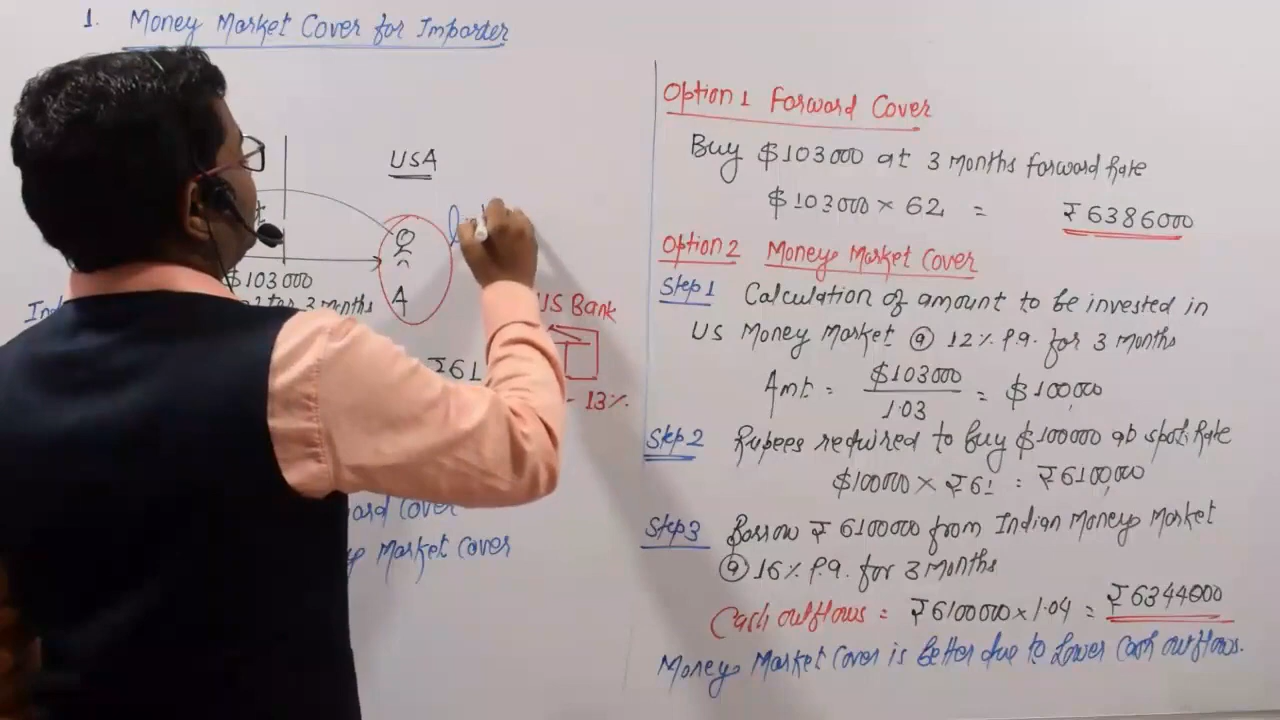 1. Money Market Cover for Importer
USA
$103000
for 3 months
A
US Bank
₹61
- 13%
Market Cover
Option 1 Forward Cover
Buy $103000 at 3 months forward Rate
$103000 × 62 = ₹6386000
Option 2 Money Market Cover
Step 1 Calculation of amount to be invested in
US Money Market @ 12% P.a. for 3 months
Amt = $103000 / 1.03 = $100,000
Step 2 Rupees required to buy $100000 at spot Rate
$100000 × ₹61 = ₹6100,000
Step 3 Borrow ₹6100000 from Indian Money Market
@ 16% P.a. for 3 Months
Cash outflows = ₹6100000 × 1.04 = ₹6344000
Money Market Cover is better due to Lower Cash outflows.